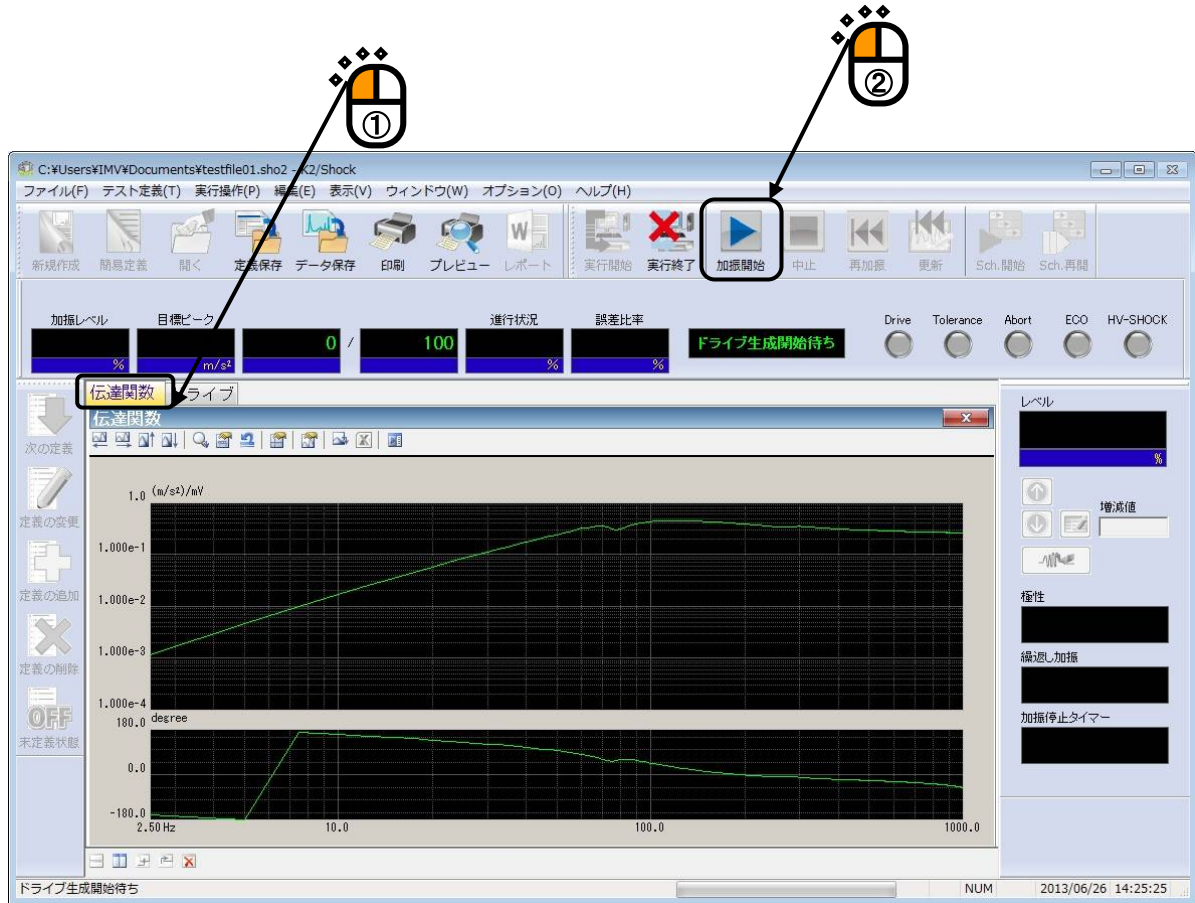 ①
②
C:¥Users¥IMV¥Documents¥testfile01.sho2 - K2/Shock
ファイル(F) テスト定義(T) 実行操作(P) 編集(E) 表示(V) ウィンドウ(W) オプション(O) ヘルプ(H)
新規作成 簡易定義 開く 定義保存 データ保存 印刷 プレビュー レポート 実行開始 実行終了 加振開始 中止 再加振 更新 Sch.開始 Sch.再開
加振レベル 目標ピーク 進行状況 誤差比率 Drive Tolerance Abort ECO HV-SHOCK
0 / 100 ドライブ生成開始待ち
% m/s² % %
伝達関数 ドライブ
伝達関数
次の定義
定義の変更
定義の追加
定義の削除
OFF
未定義状態
1.0 (m/s²)/mV
1.000e-1
1.000e-2
1.000e-3
1.000e-4
180.0 degree
0.0
-180.0
2.50 Hz 10.0 100.0 1000.0
レベル
%
増減値
極性
繰返し加振
加振停止タイマー
ドライブ生成開始待ち NUM 2013/06/26 14:25:25